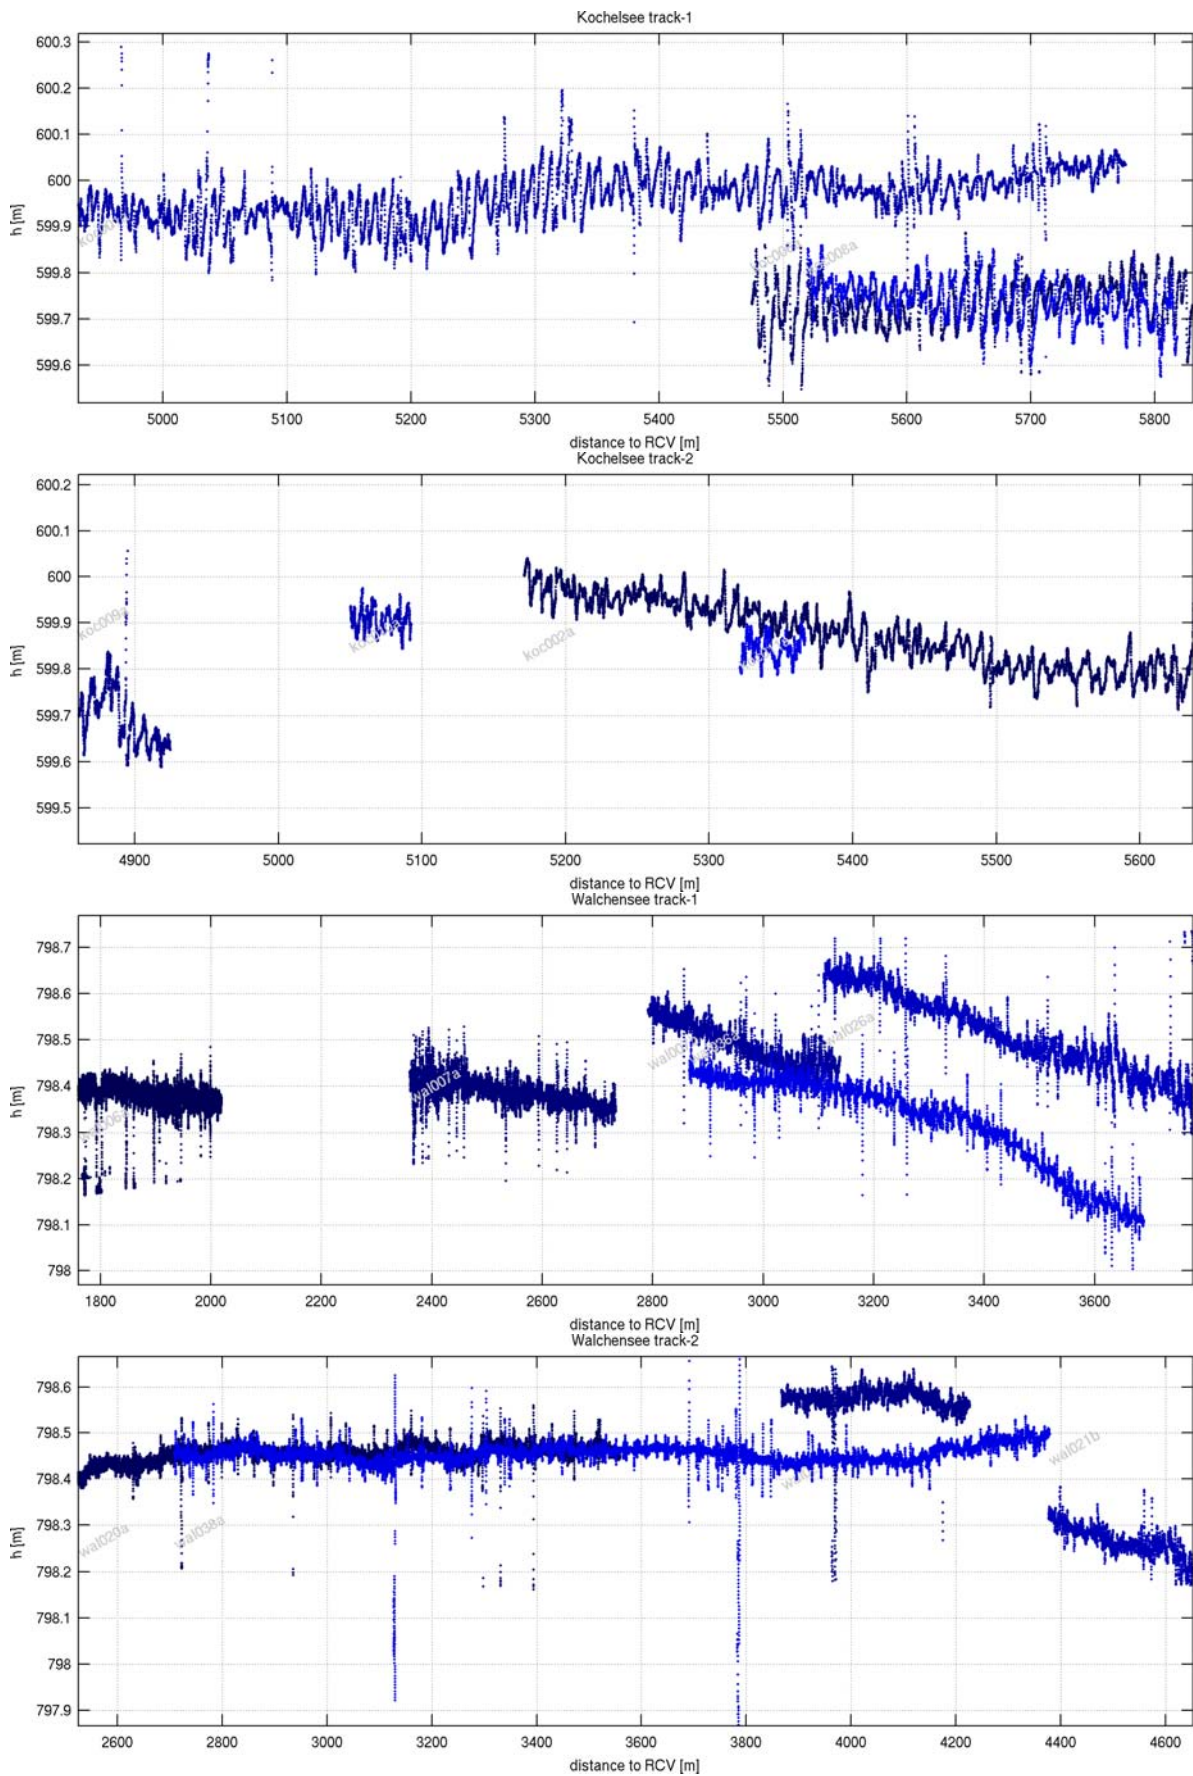 Kochelsee track-1
600.3
600.2
600.1
600
599.9
599.8
599.7
599.6
h [m]
koc008a
5000 5100 5200 5300 5400 5500 5600 5700 5800
distance to RCV [m]
Kochelsee track-2
600.2
600.1
600
599.9
599.8
599.7
599.6
599.5
h [m]
koc009a
koc002a
4900 5000 5100 5200 5300 5400 5500 5600
distance to RCV [m]
Walchensee track-1
798.7
798.6
798.5
798.4
798.3
798.2
798.1
798
h [m]
wal007a
wal026a
1800 2000 2200 2400 2600 2800 3000 3200 3400 3600
distance to RCV [m]
Walchensee track-2
798.6
798.5
798.4
798.3
798.2
798.1
798
797.9
h [m]
wal020a
wal038a
wal021b
2600 2800 3000 3200 3400 3600 3800 4000 4200 4400 4600
distance to RCV [m]